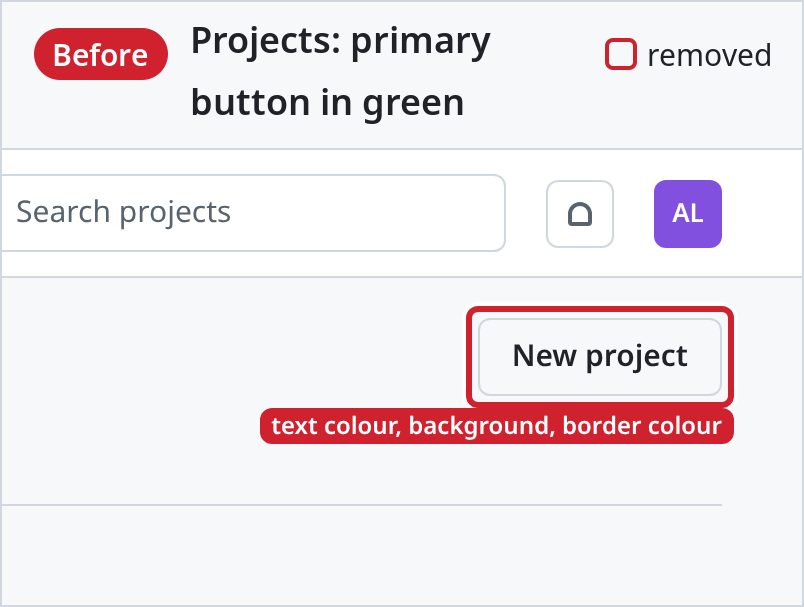 Before
Projects: primary
button in green
removed
Search projects
AL
New project
text colour, background, border colour